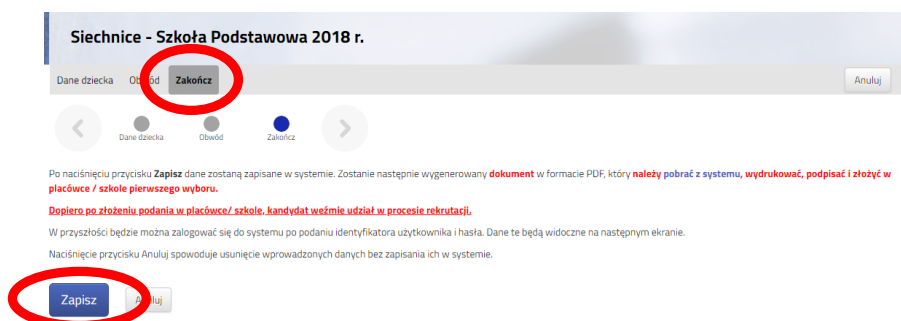 Siechnice - Szkoła Podstawowa 2018 r.
Dane dziecka Obwód Zakończ Anuluj
Dane dziecka Obwód Zakończ
Po naciśnięciu przycisku Zapisz dane zostaną zapisane w systemie. Zostanie następnie wygenerowany dokument w formacie PDF, który należy pobrać z systemu, wydrukować, podpisać i złożyć w
placówce / szkole pierwszego wyboru.
Dopiero po złożeniu podania w placówce/ szkole, kandydat weźmie udział w procesie rekrutacji.
W przyszłości będzie można zalogować się do systemu po podaniu identyfikatora użytkownika i hasła. Dane te będą widoczne na następnym ekranie.
Naciśnięcie przycisku Anuluj spowoduje usunięcie wprowadzonych danych bez zapisania ich w systemie.
Zapisz Anuluj